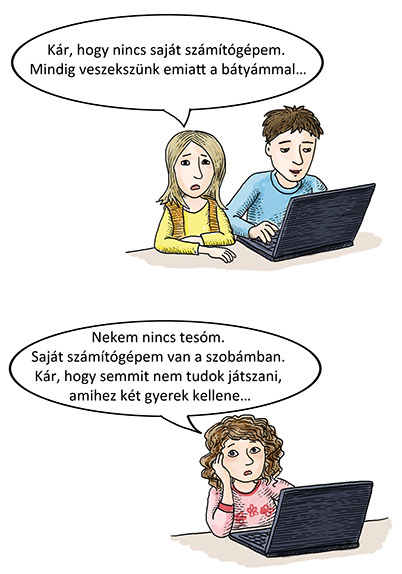 Kár, hogy nincs saját számítógépem.
Mindig veszekszünk emiatt a bátyámmal...
Nekem nincs tesóm.
Saját számítógépem van a szobámban.
Kár, hogy semmit nem tudok játszani,
amihez két gyerek kellene...